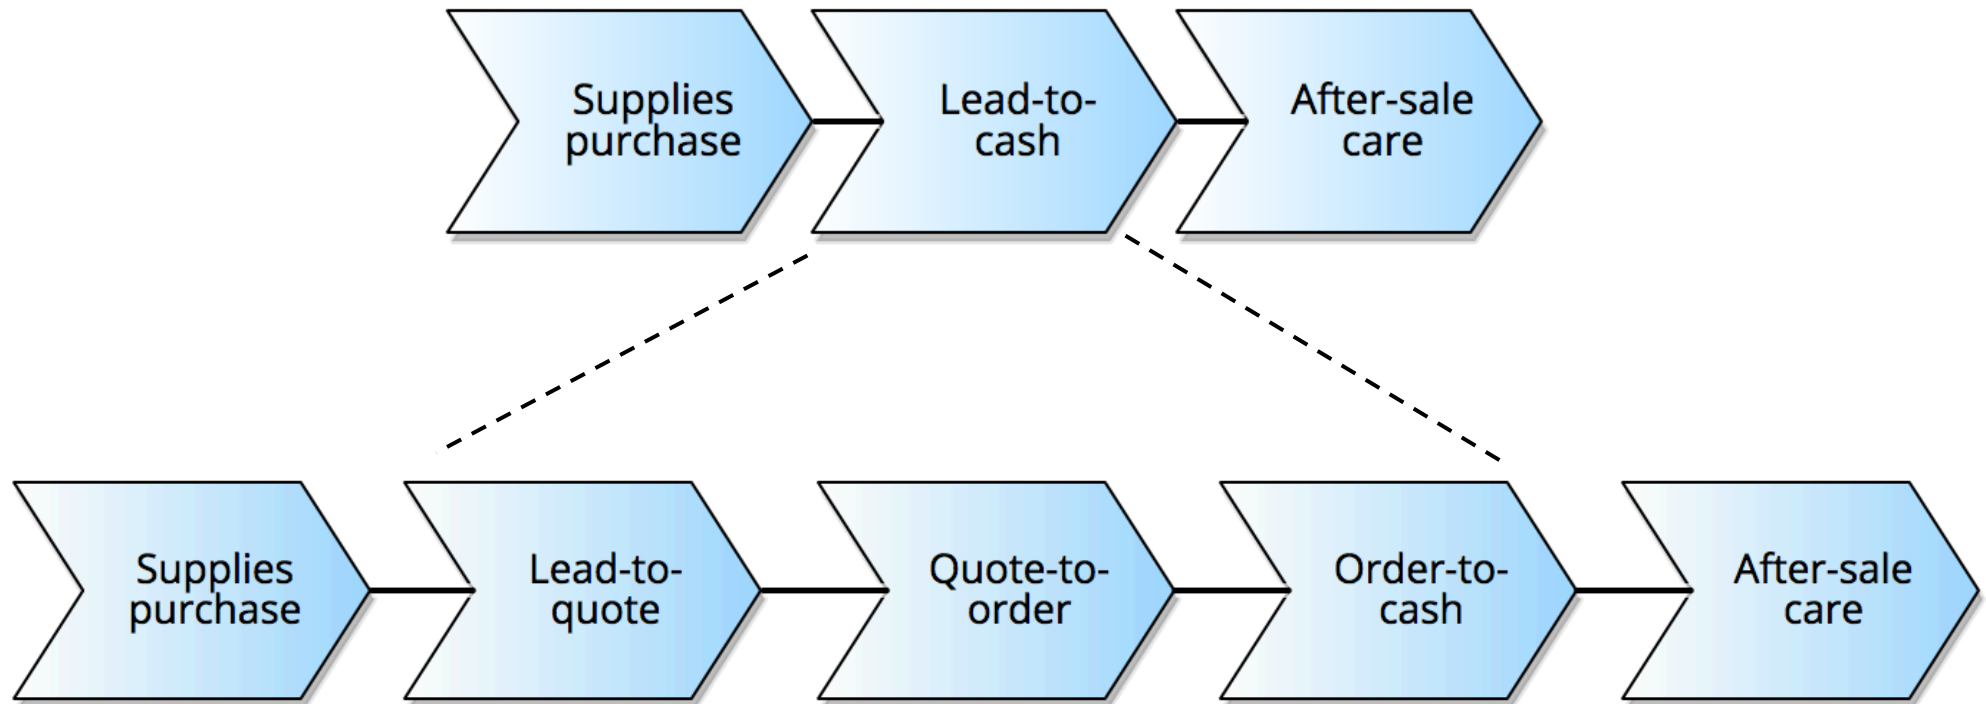 Supplies
purchase
Lead-to-
cash
After-sale
care
Supplies
purchase
Lead-to-
quote
Quote-to-
order
Order-to-
cash
After-sale
care